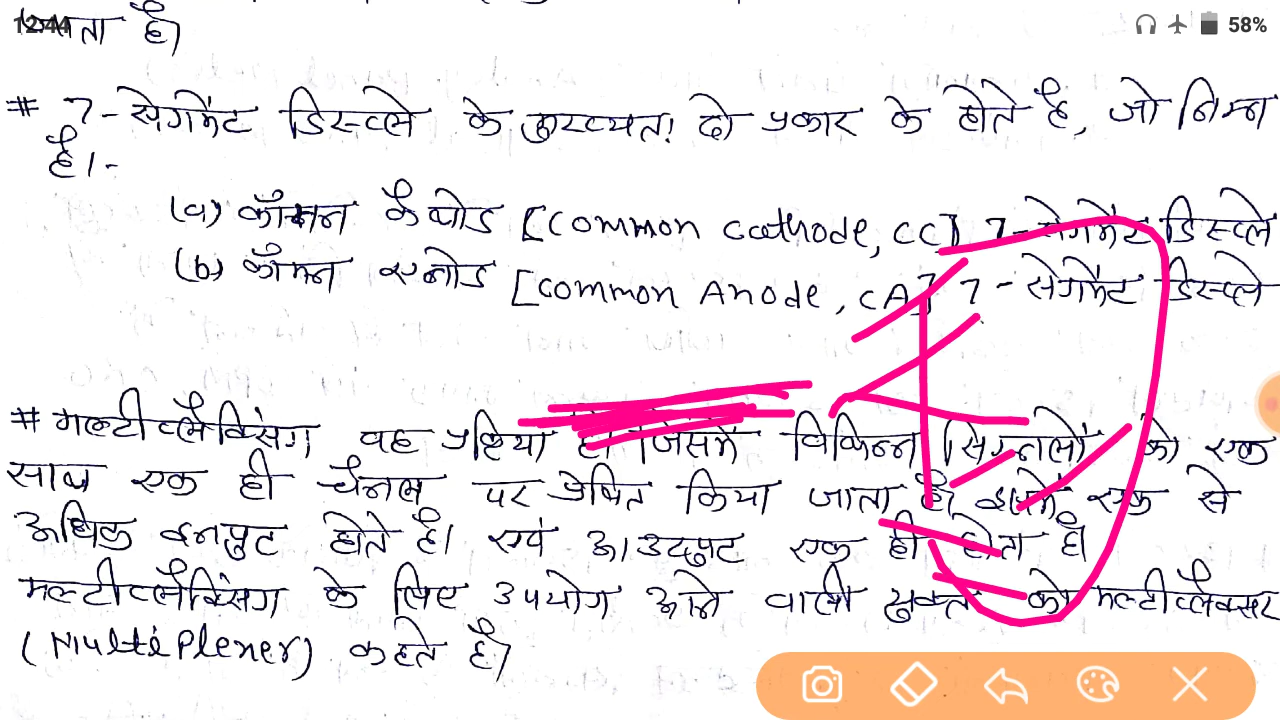 12:44 58%
ता है।
# 7-सेगमेंट डिस्प्ले के मुख्यतः दो प्रकार के होते है, जो निम्न
है।-
(a) कॉमन कैथोड [Common Cathode, CC] 7-सेगमेंट डिस्प्ले
(b) कॉमन एनोड [Common Anode, CA] 7-सेगमेंट डिस्प्ले
# मल्टीप्लैक्सिंग वह प्रक्रिया है। जिसमें विभिन्न सिग्नलों को एक
साथ एक ही चैनल पर प्रेषित किया जाता है। इसमें एक से
अधिक इनपुट होते है। एवं आउटपुट एक ही होता है।
मल्टीप्लैक्सिंग के लिए उपयोग आने वाली युक्ति को मल्टीप्लैक्सर
(Multiplexer) कहते है।